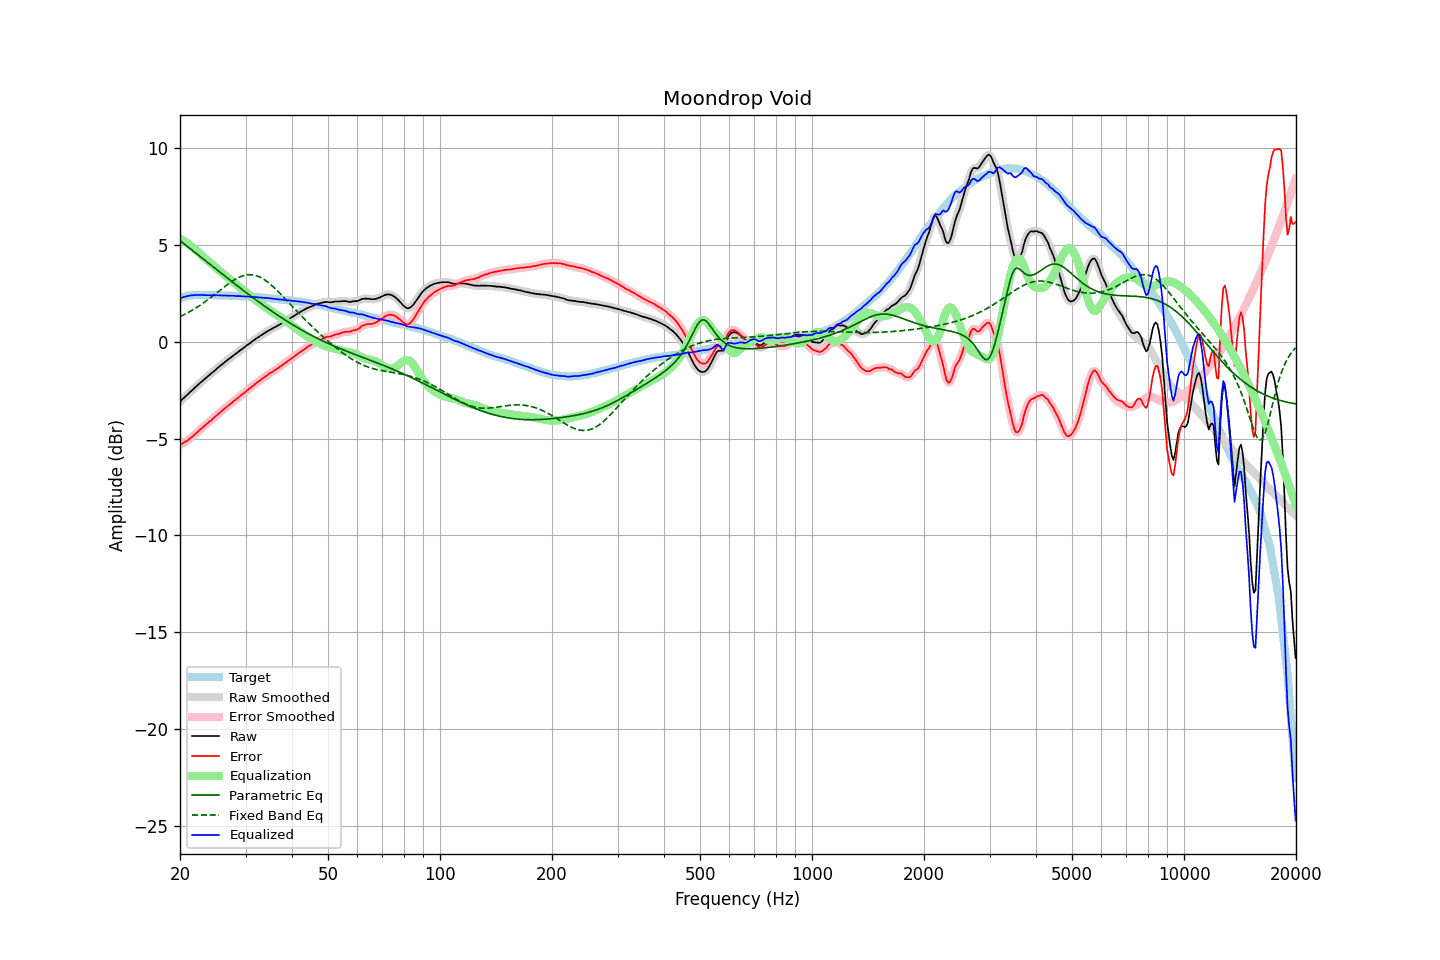 Moondrop Void
Amplitude (dBr)
10
5
0
−5
−10
−15
−20
−25
Target
Raw Smoothed
Error Smoothed
Raw
Error
Equalization
Parametric Eq
Fixed Band Eq
Equalized
20 50 100 200 500 1000 2000 5000 10000 20000
Frequency (Hz)